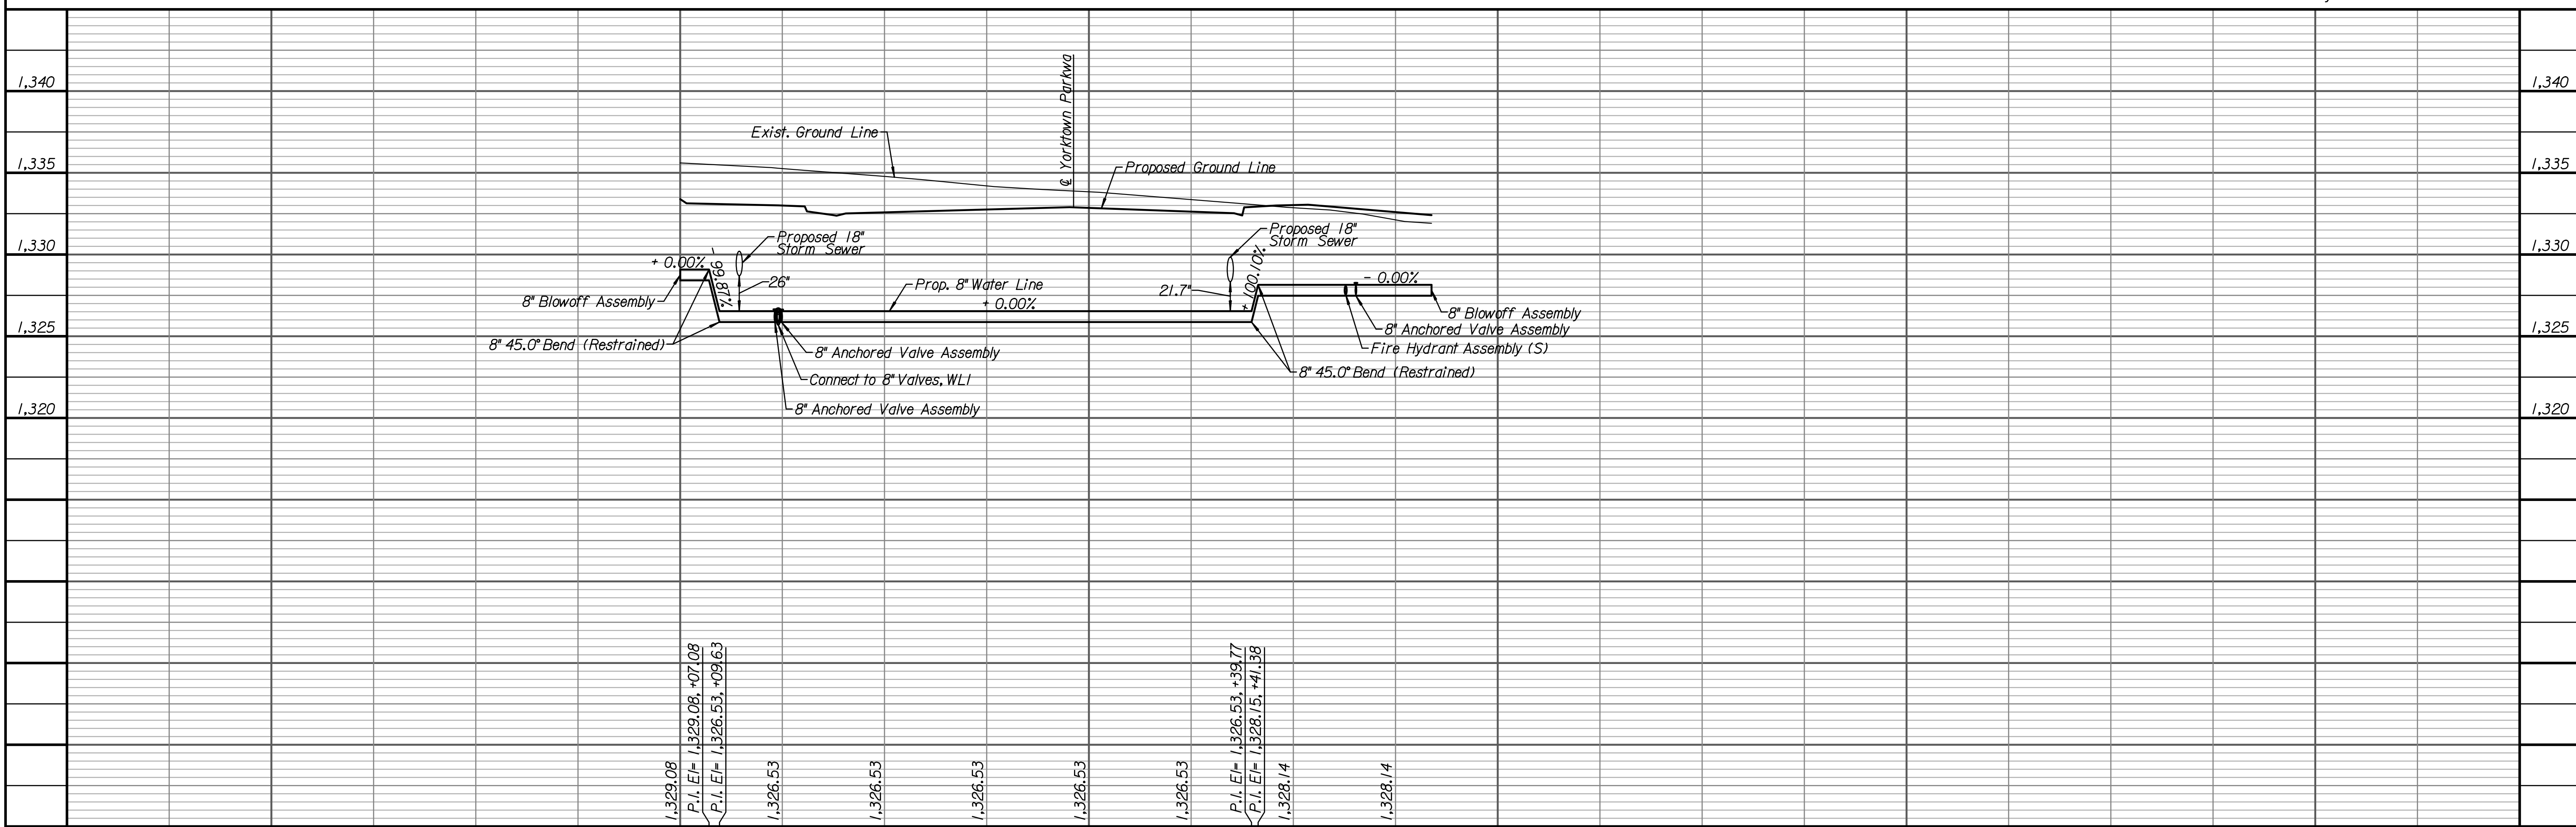 1,340
1,340
℄ Yorktown Parkwa
Exist. Ground Line
1,335
Proposed Ground Line
1,335
1,330
Proposed 18"
Storm Sewer
Proposed 18"
Storm Sewer
1,330
+ 0.00%
- 99.87%
26"
Prop. 8" Water Line
+ 0.00%
21.7"
+ 100.10%
- 0.00%
8" Blowoff Assembly
8" Blowoff Assembly
1,325
8" Anchored Valve Assembly
1,325
8" 45.0° Bend (Restrained)
8" Anchored Valve Assembly
Fire Hydrant Assembly (S)
Connect to 8" Valves, WL1
8" 45.0° Bend (Restrained)
1,320
8" Anchored Valve Assembly
1,320
1,329.08
P.I. El= 1,329.08, +07.08
P.I. El= 1,326.53, +09.63
1,326.53
1,326.53
1,326.53
1,326.53
1,326.53
P.I. El= 1,326.53, +39.77
P.I. El= 1,328.15, +41.38
1,328.14
1,328.14